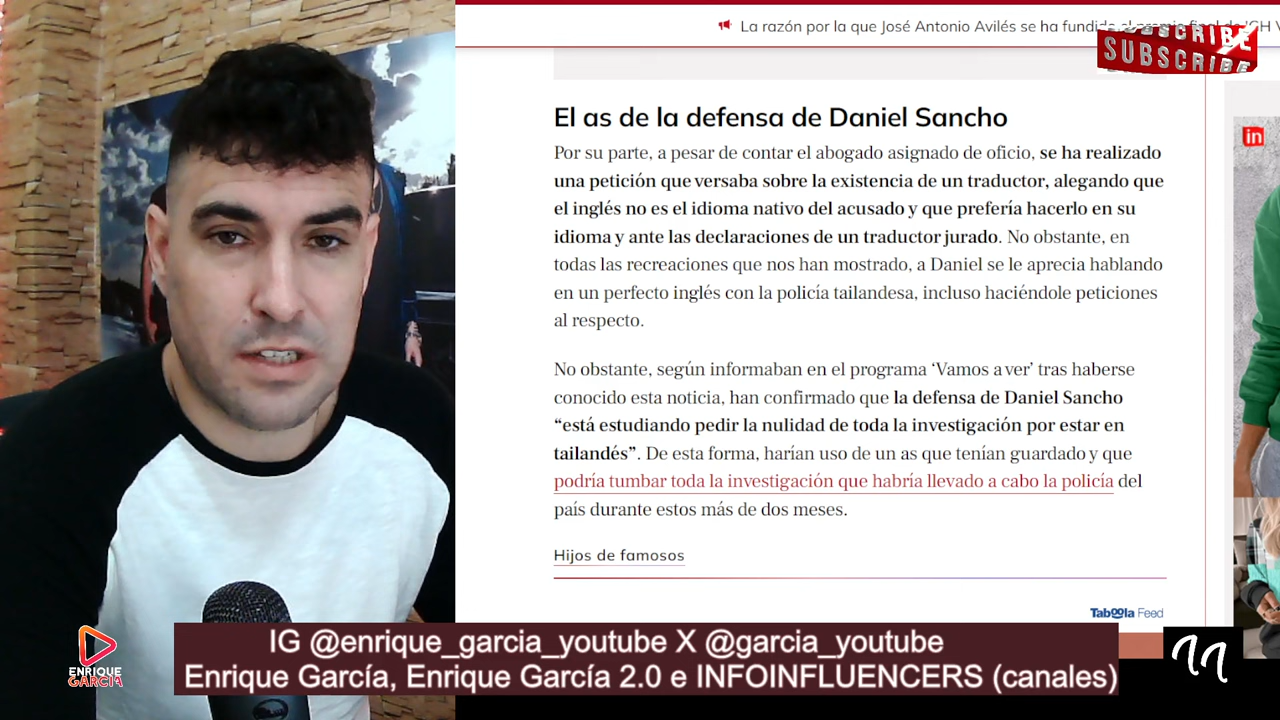 La razón por la que José Antonio Avilés se ha fundido el premio final de 'GH V
SUBSCRIBE
SUBSCRIBE
El as de la defensa de Daniel Sancho
Por su parte, a pesar de contar el abogado asignado de oficio, se ha realizado
una petición que versaba sobre la existencia de un traductor, alegando que
el inglés no es el idioma nativo del acusado y que prefería hacerlo en su
idioma y ante las declaraciones de un traductor jurado. No obstante, en
todas las recreaciones que nos han mostrado, a Daniel se le aprecia hablando
en un perfecto inglés con la policía tailandesa, incluso haciéndole peticiones
al respecto.
No obstante, según informaban en el programa ‘Vamos a ver’ tras haberse
conocido esta noticia, han confirmado que la defensa de Daniel Sancho
“está estudiando pedir la nulidad de toda la investigación por estar en
tailandés”. De esta forma, harían uso de un as que tenían guardado y que
podría tumbar toda la investigación que habría llevado a cabo la policía del
país durante estos más de dos meses.
Hijos de famosos
Taboola Feed
in
IG @enrique_garcia_youtube X @garcia_youtube
Enrique García, Enrique García 2.0 e INFOINFLUENCERS (canales)
ENRIQUE
GARCÍA